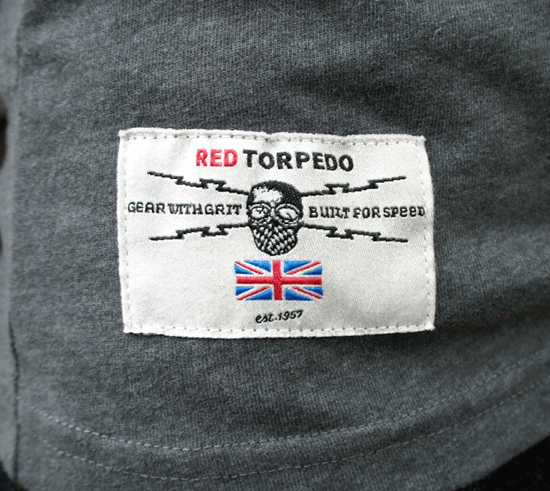 RED TORPEDO
GEAR WITH GRIT BUILT FOR SPEED
est. 1957